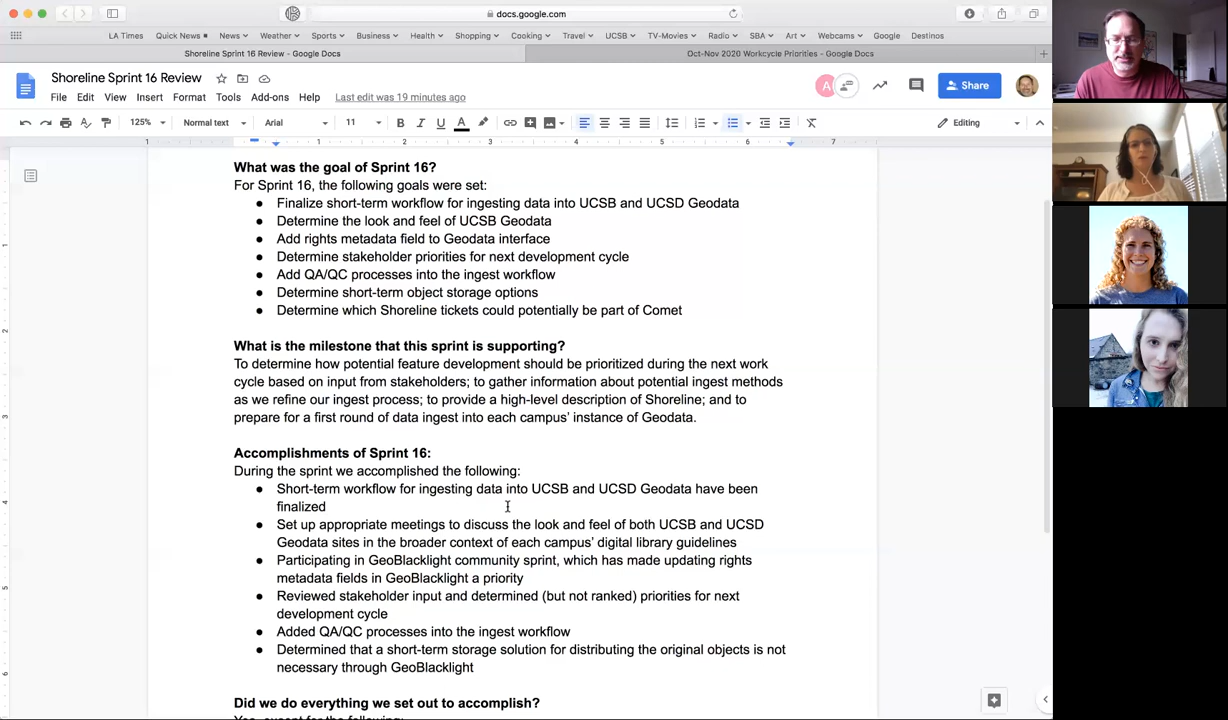 docs.google.com
LA Times Quick News Weather Sports Business Health Shopping Cooking Travel UCSB TV-Movies Radio SBA Art Webcams Google Destinos
Shoreline Sprint 16 Review - Google Docs Oct-Nov 2020 Workcycle Priorities - Google Docs
Shoreline Sprint 16 Review
A Share
File Edit View Insert Format Tools Add-ons Help Last edit was 19 minutes ago
125% Normal text Arial 11 B I U A Editing
1 1 2 3 4 5 6 7
What was the goal of Sprint 16?
For Sprint 16, the following goals were set:
● Finalize short-term workflow for ingesting data into UCSB and UCSD Geodata
● Determine the look and feel of UCSB Geodata
● Add rights metadata field to Geodata interface
● Determine stakeholder priorities for next development cycle
● Add QA/QC processes into the ingest workflow
● Determine short-term object storage options
● Determine which Shoreline tickets could potentially be part of Comet
What is the milestone that this sprint is supporting?
To determine how potential feature development should be prioritized during the next work
cycle based on input from stakeholders; to gather information about potential ingest methods
as we refine our ingest process; to provide a high-level description of Shoreline; and to
prepare for a first round of data ingest into each campus' instance of Geodata.
Accomplishments of Sprint 16:
During the sprint we accomplished the following:
● Short-term workflow for ingesting data into UCSB and UCSD Geodata have been
finalized
● Set up appropriate meetings to discuss the look and feel of both UCSB and UCSD
Geodata sites in the broader context of each campus' digital library guidelines
● Participating in GeoBlacklight community sprint, which has made updating rights
metadata fields in GeoBlacklight a priority
● Reviewed stakeholder input and determined (but not ranked) priorities for next
development cycle
● Added QA/QC processes into the ingest workflow
● Determined that a short-term storage solution for distributing the original objects is not
necessary through GeoBlacklight
Did we do everything we set out to accomplish?
Yes, except for the following: